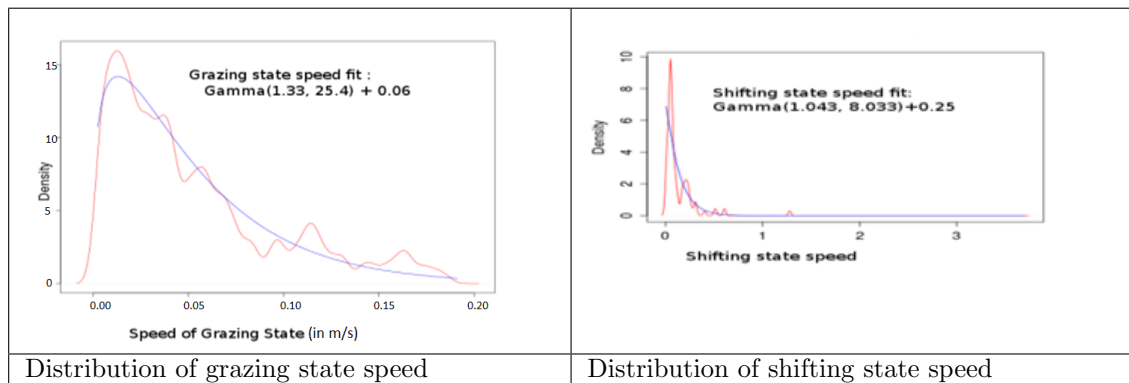 15
10
5
0
Density
Grazing state speed fit :
Gamma(1.33, 25.4) + 0.06
0.00 0.05 0.10 0.15 0.20
Speed of Grazing State (in m/s)
Distribution of grazing state speed
10
8
6
4
2
0
Density
Shifting state speed fit:
Gamma(1.043, 8.033)+0.25
0 1 2 3
Shifting state speed
Distribution of shifting state speed